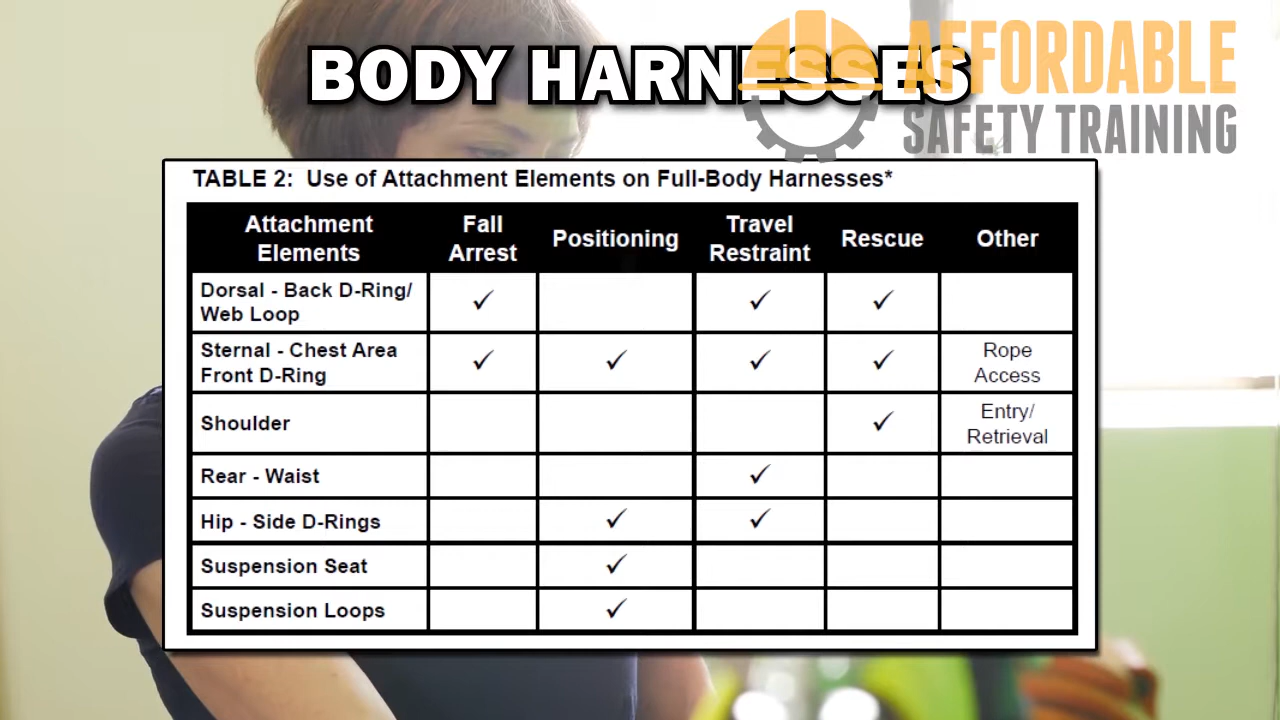 BODY HARNESSES
AFFORDABLE
SAFETY TRAINING
TABLE 2: Use of Attachment Elements on Full-Body Harnesses*
Attachment Elements Fall Arrest Positioning Travel Restraint Rescue Other
Dorsal - Back D-Ring/ Web Loop ✓ ✓ ✓
Sternal - Chest Area Front D-Ring ✓ ✓ ✓ ✓ Rope Access
Shoulder ✓ Entry/ Retrieval
Rear - Waist ✓
Hip - Side D-Rings ✓ ✓
Suspension Seat ✓
Suspension Loops ✓